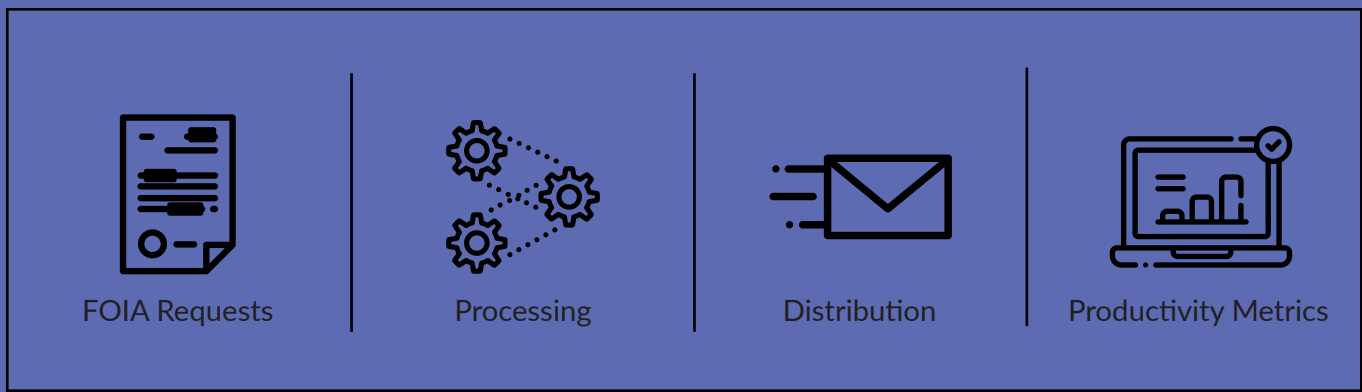 FOIA Requests
Processing
Distribution
Productivity Metrics